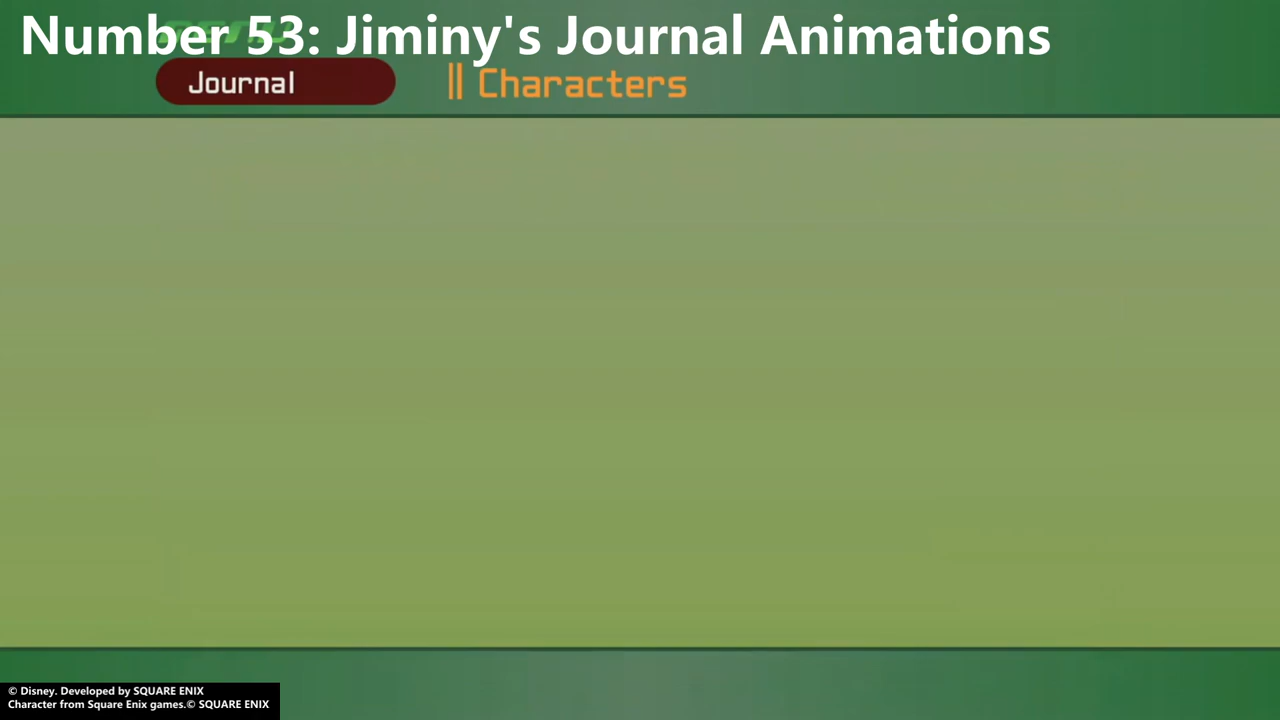 Number 53: Jiminy's Journal Animations
MENU
Journal
Characters
© Disney. Developed by SQUARE ENIX
Character from Square Enix games.© SQUARE ENIX